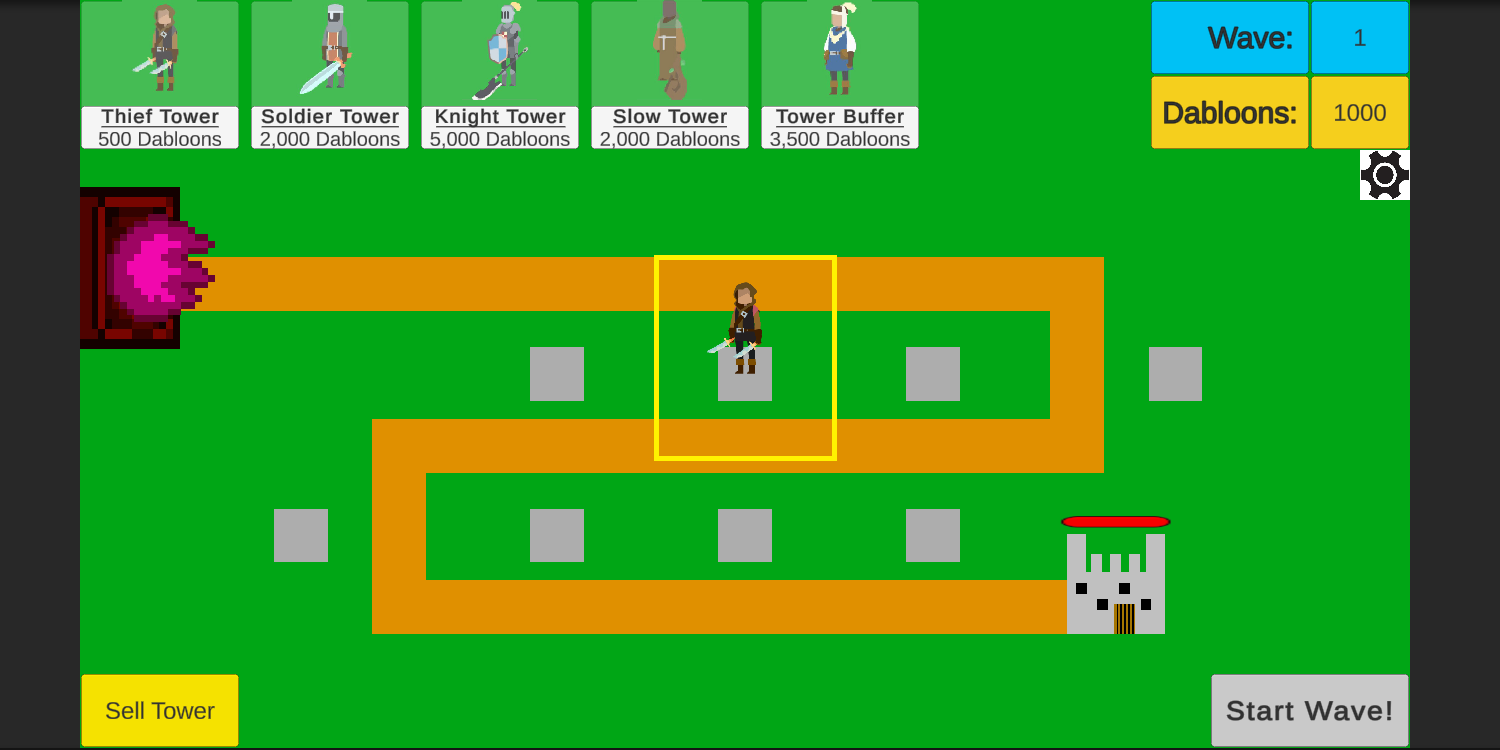 Thief Tower
500 Dabloons
Soldier Tower
2,000 Dabloons
Knight Tower
5,000 Dabloons
Slow Tower
2,000 Dabloons
Tower Buffer
3,500 Dabloons
Wave: 1
Dabloons: 1000
Sell Tower
Start Wave!